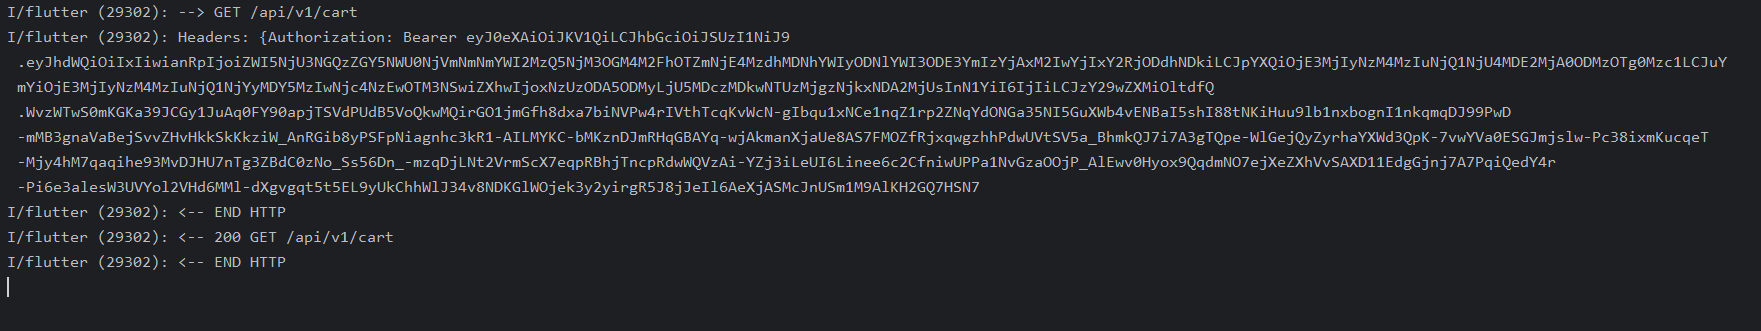 I/flutter (29302): --> GET /api/v1/cart
I/flutter (29302): Headers: {Authorization: Bearer eyJ0eXAiOiJKV1QiLCJhbGciOiJSUzI1NiJ9
.eyJhdWQiOiIxIiwianRpIjoiZWI5NjU3NGQzZGY5NWU0NjVmNmNmYWI2MzQ5NjM3OGM4M2FhOTZmNjE4MzdhMDNhYWIyODNlYWI3ODE3YmIzYjAxM2IwYjIxY2RjODdhNDkiLCJpYXQiOjE3MjIyNzM4MzIuNjQ1NjU4MDE2MjA0ODMzOTg0Mzc1LCJuY
mYiOjE3MjIyNzM4MzIuNjQ1NjYyMDY5MzIwNjc4NzEwOTM3NSwiZXhwIjoxNzUzODA5ODMyLjU5MDczMDkwNTUzMjgzNjkxNDA2MjUsInN1YiI6IjIiLCJzY29wZXMiOltdfQ
.WvzWTwS0mKGKa39JCGy1JuAq0FY90apjTSVdPUdB5VoQkwMQirGO1jmGfh8dxa7biNVPw4rIVthTcqKvWcN-gIbqu1xNCe1nqZ1rp2ZNqYdONGa35NI5GuXWb4vENBaI5shI88tNKiHuu9lb1nxbognI1nkqmqDJ99PwD
-mMB3gnaVaBejSvvZHvHkkSkKkziW_AnRGib8yPSFpNiagnhc3kR1-AILMYKC-bMKznDJmRHqGBAYq-wjAkmanXjaUe8AS7FMOZfRjxqwgzhhPdwUVtSV5a_BhmkQJ7i7A3gTQpe-WlGejQyZyrhaYXWd3QpK-7vwYVa0ESGJmjslw-Pc38ixmKucqeT
-Mjy4hM7qaqihe93MvDJHU7nTg3ZBdC0zNo_Ss56Dn_-mzqDjLNt2VrmScX7eqpRBhjTncpRdwWQVzAi-YZj3iLeUI6Linee6c2CfniwUPPa1NvGzaOOjP_AlEwv0Hyox9QqdmNO7ejXeZXhVvSAXD11EdgGjnj7A7PqiQedY4r
-Pi6e3alesW3UVYol2VHd6MMl-dXgvgqt5t5EL9yUkChhWlJ34v8NDKGlWOjek3y2yirgR5J8jJeIl6AeXjASMcJnUSm1M9AlKH2GQ7HSN7
I/flutter (29302): <-- END HTTP
I/flutter (29302): <-- 200 GET /api/v1/cart
I/flutter (29302): <-- END HTTP